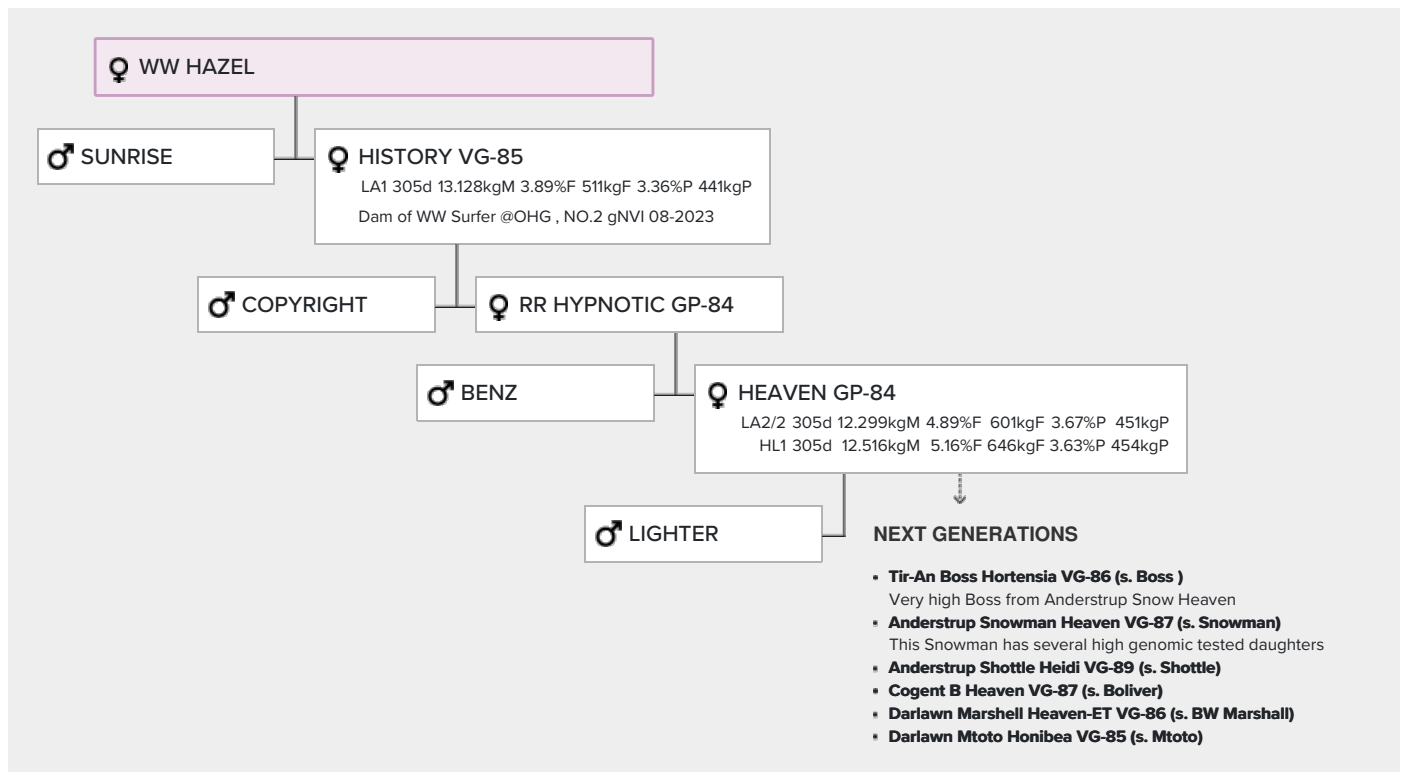 WW HAZEL
SUNRISE
HISTORY VG-85
LA1 305d 13.128kgM 3.89%F 511kgF 3.36%P 441kgP
Dam of WW Surfer @OHG , NO.2 gNVI 08-2023
COPYRIGHT
RR HYPNOTIC GP-84
BENZ
HEAVEN GP-84
LA2/2 305d 12.299kgM 4.89%F 601kgF 3.67%P 451kgP
HL1 305d 12.516kgM 5.16%F 646kgF 3.63%P 454kgP
LIGHTER
NEXT GENERATIONS
Tir-An Boss Hortensia VG-86 (s. Boss )
Very high Boss from Anderstrup Snow Heaven
Anderstrup Snowman Heaven VG-87 (s. Snowman)
This Snowman has several high genomic tested daughters
Anderstrup Shottle Heidi VG-89 (s. Shottle)
Cogent B Heaven VG-87 (s. Boliver)
Darlawn Marshell Heaven-ET VG-86 (s. BW Marshall)
Darlawn Mtoto Honibea VG-85 (s. Mtoto)